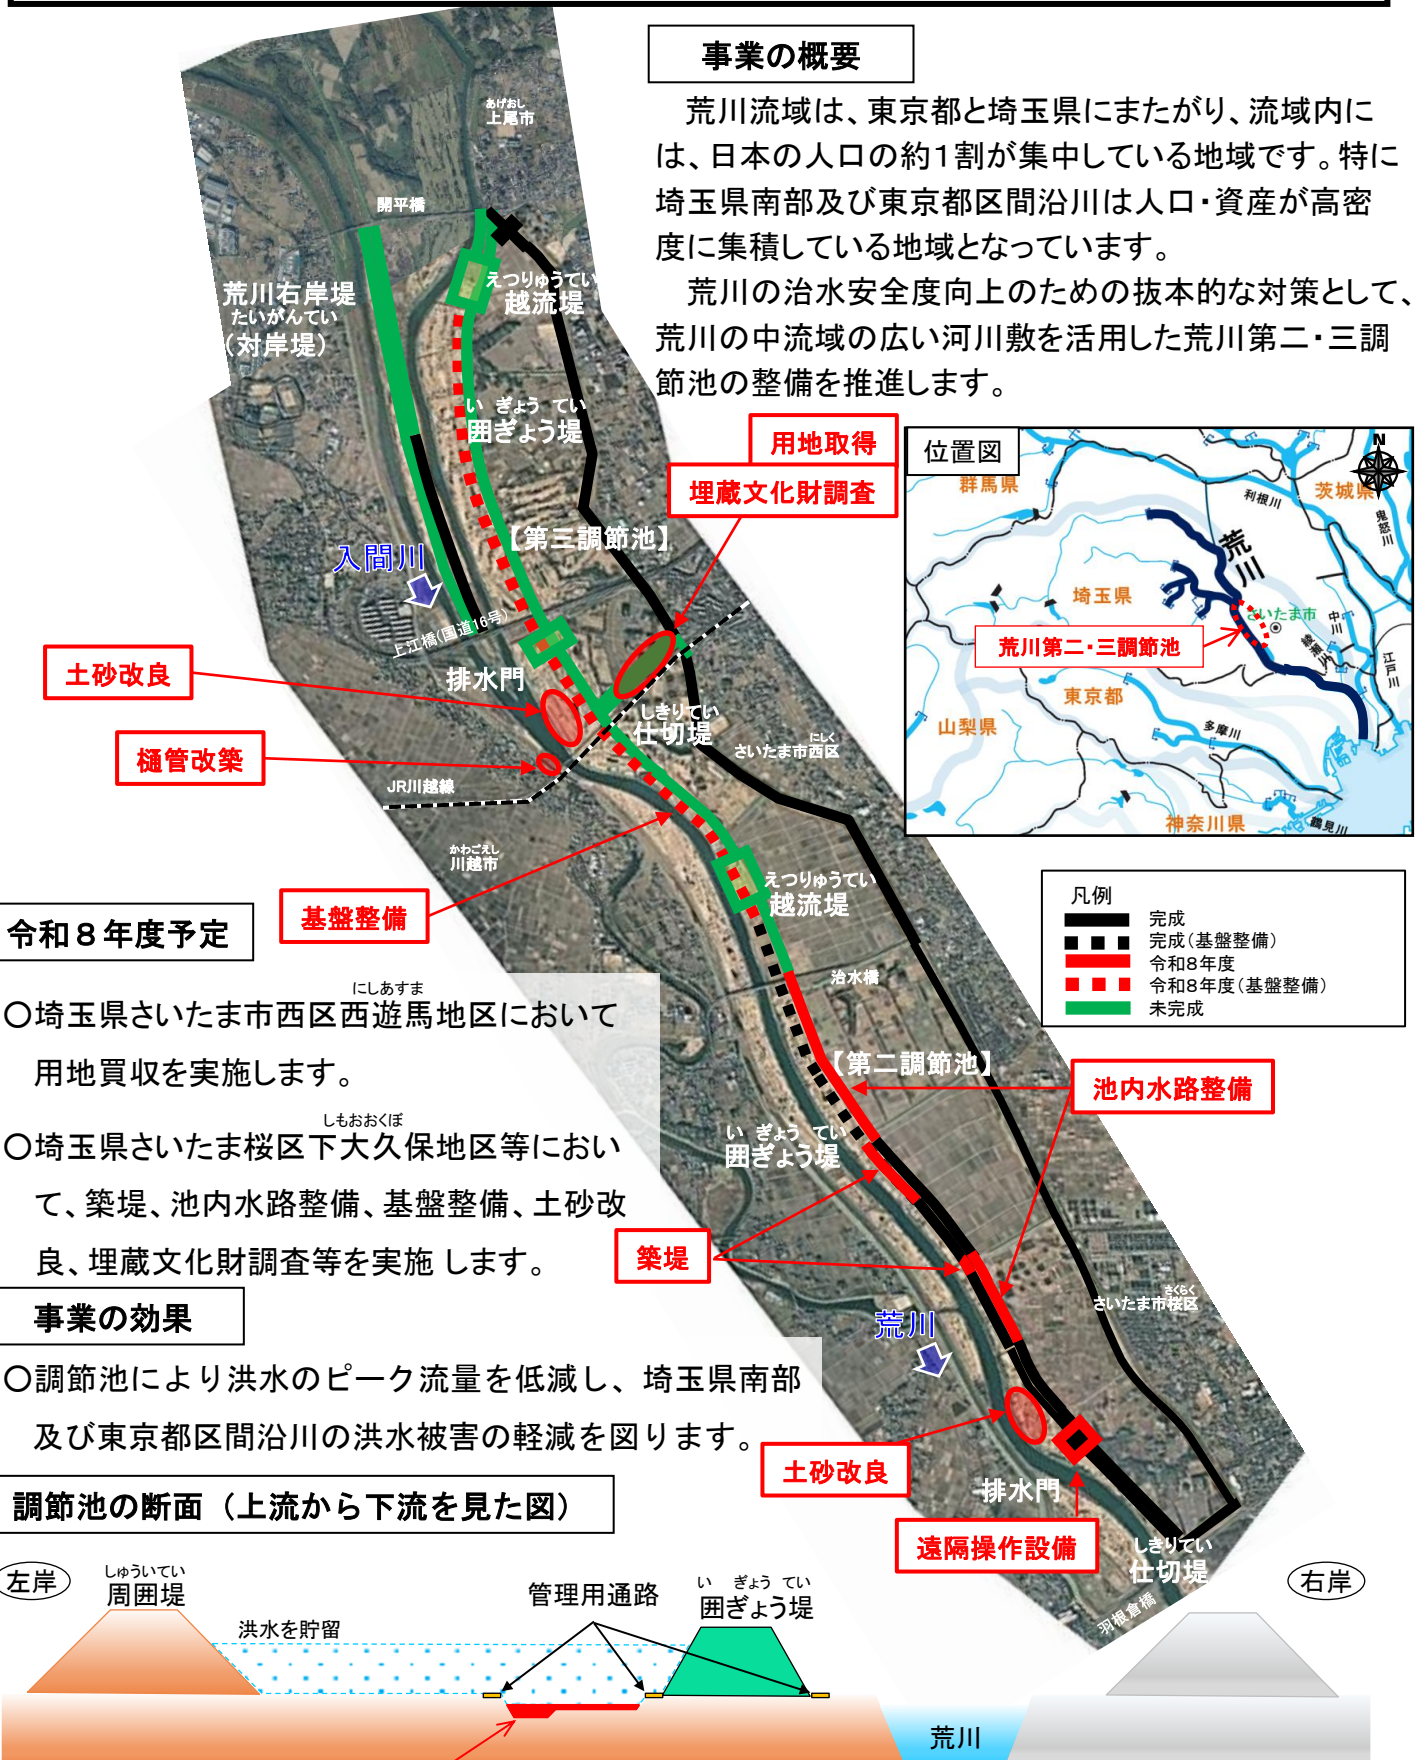 事業の概要
荒川流域は、東京都と埼玉県にまたがり、流域内に
は、日本の人口の約１割が集中している地域です。特に
埼玉県南部及び東京都区間沿川は人口・資産が高密
度に集積している地域となっています。
荒川の治水安全度向上のための抜本的な対策として、
荒川の中流域の広い河川敷を活用した荒川第二・三調
節池の整備を推進します。
あげおし
上尾市
開平橋
荒川右岸堤
たいがんてい
(対岸堤)
えつりゅうてい
越流堤
い ぎょう てい
囲ぎょう堤
用地取得
埋蔵文化財調査
【第三調節池】
入間川
上江橋(国道16号)
排水門
土砂改良
樋管改築
しきりてい
仕切堤
にしく
さいたま市西区
JR川越線
かわごえし
川越市
基盤整備
えつりゅうてい
越流堤
治水橋
【第二調節池】
池内水路整備
い ぎょう てい
囲ぎょう堤
築堤
さくらく
さいたま市桜区
荒川
土砂改良
排水門
遠隔操作設備
しきりてい
仕切堤
羽根倉橋
位置図
N
群馬県
利根川
茨城県
鬼怒川
荒川
埼玉県
さいたま市
中川
綾瀬川
江戸川
荒川第二・三調節池
東京都
山梨県
多摩川
神奈川県
鶴見川
凡例
完成
完成(基盤整備)
令和8年度
令和8年度(基盤整備)
未完成
令和８年度予定
にしあすま
〇埼玉県さいたま市西区西遊馬地区において
用地買収を実施します。
しもおおくぼ
〇埼玉県さいたま桜区下大久保地区等におい
て、築堤、池内水路整備、基盤整備、土砂改
良、埋蔵文化財調査等を実施 します。
事業の効果
〇調節池により洪水のピーク流量を低減し、埼玉県南部
及び東京都区間沿川の洪水被害の軽減を図ります。
調節池の断面（上流から下流を見た図）
左岸
しゅういてい
周囲堤
洪水を貯留
管理用通路
い ぎょう てい
囲ぎょう堤
右岸
荒川